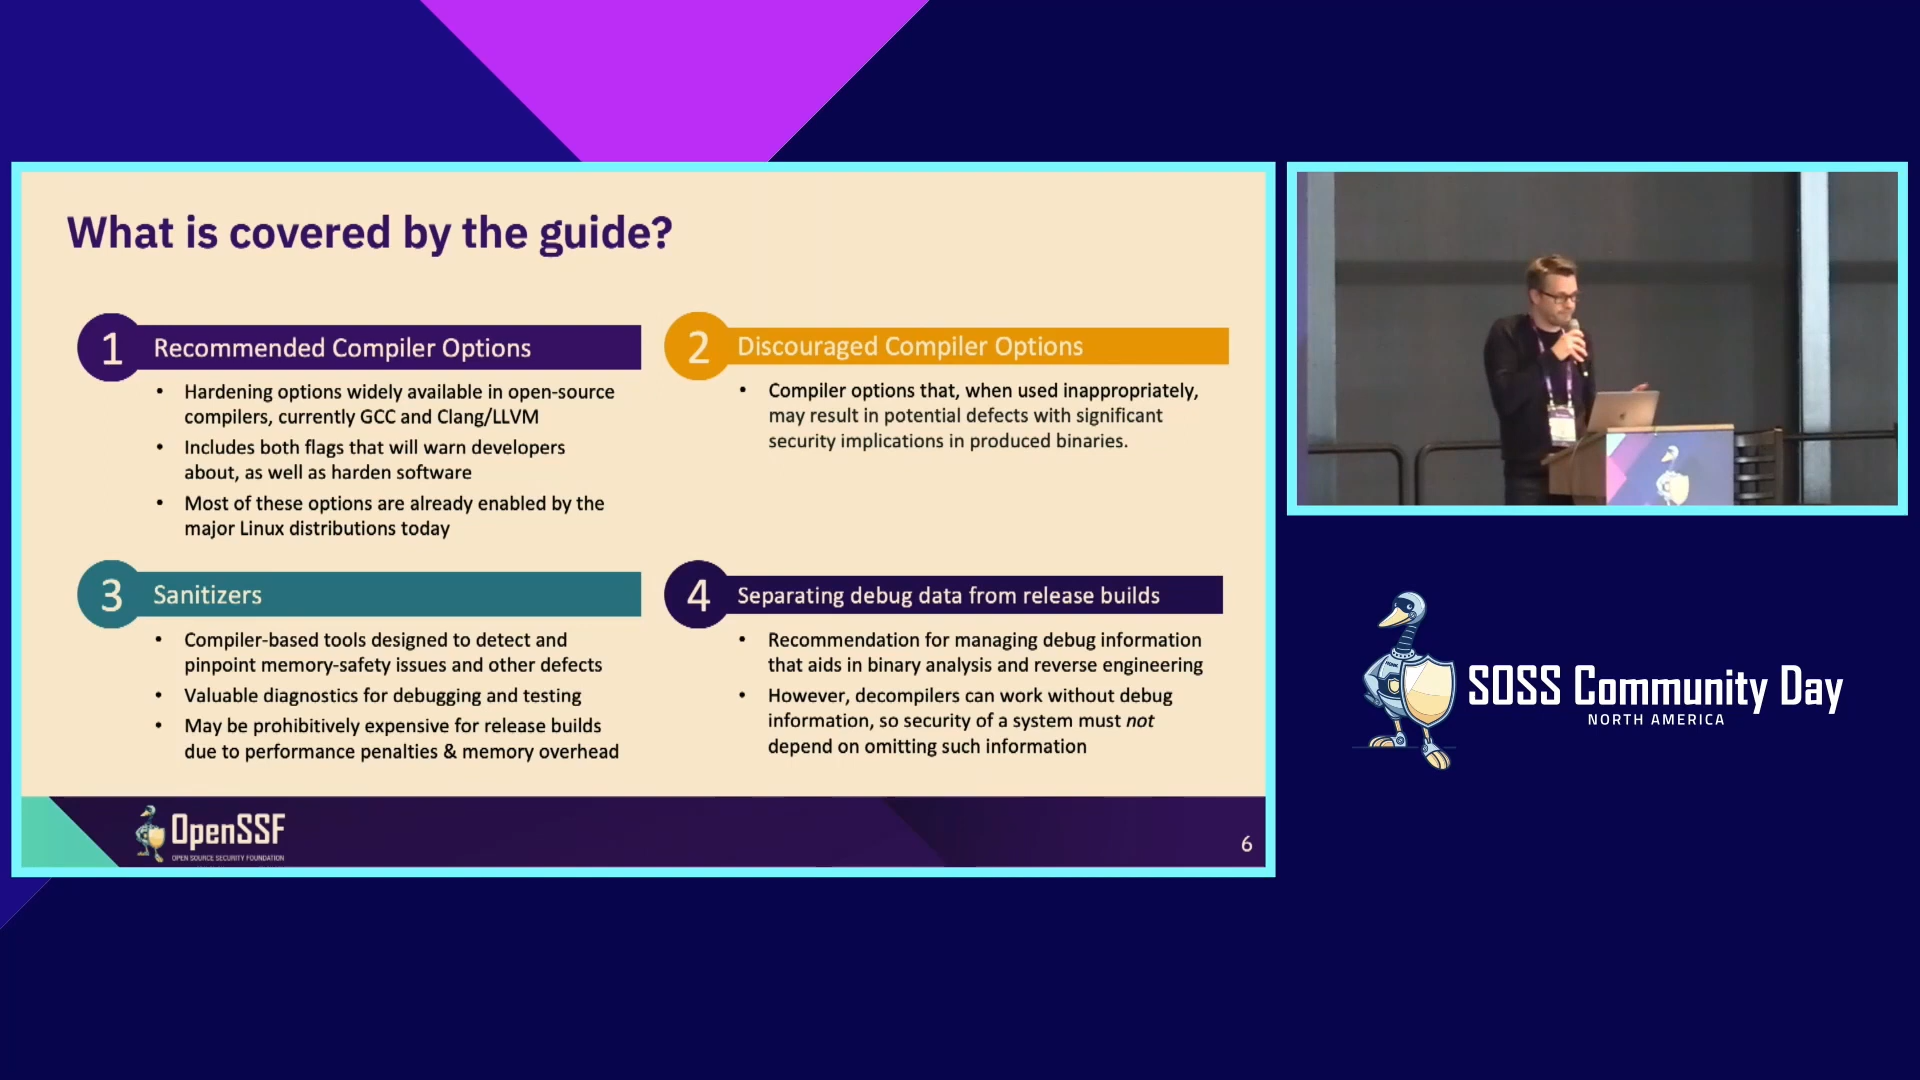 What is covered by the guide?
1 Recommended Compiler Options
• Hardening options widely available in open-source
compilers, currently GCC and Clang/LLVM
• Includes both flags that will warn developers
about, as well as harden software
• Most of these options are already enabled by the
major Linux distributions today
2 Discouraged Compiler Options
• Compiler options that, when used inappropriately,
may result in potential defects with significant
security implications in produced binaries.
3 Sanitizers
• Compiler-based tools designed to detect and
pinpoint memory-safety issues and other defects
• Valuable diagnostics for debugging and testing
• May be prohibitively expensive for release builds
due to performance penalties & memory overhead
4 Separating debug data from release builds
• Recommendation for managing debug information
that aids in binary analysis and reverse engineering
• However, decompilers can work without debug
information, so security of a system must not
depend on omitting such information
OpenSSF
OPEN SOURCE SECURITY FOUNDATION
6
SOSS Community Day
NORTH AMERICA